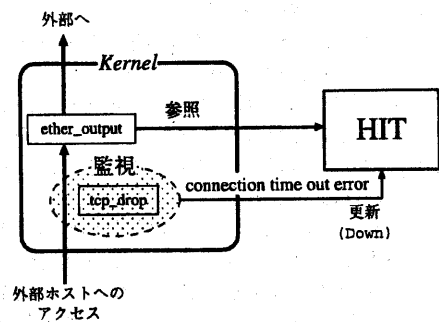 外部へ
Kernel
ether_output
参照
HIT
監視
tcp_drop
connection time out error
更新
(Down)
外部ホストへの
アクセス